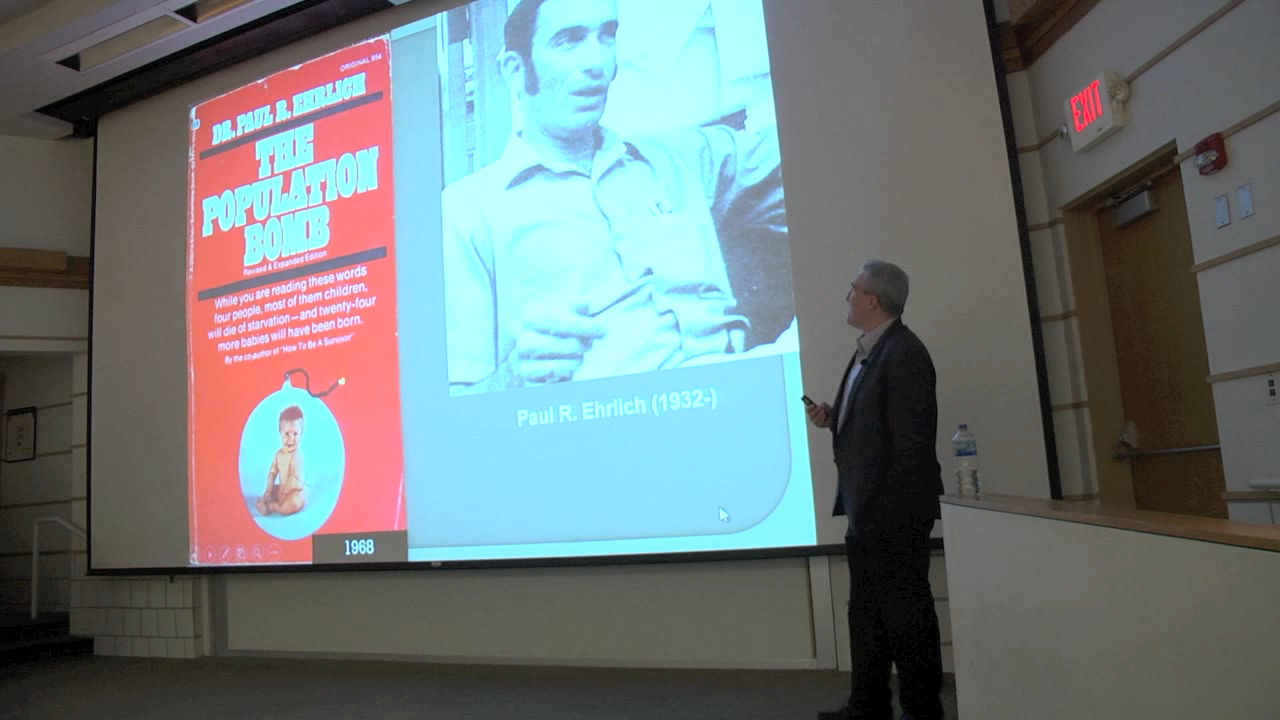 ORIGINAL 95¢
DR. PAUL R. EHRLICH
THE
POPULATION
BOMB
Revised & Expanded Edition
While you are reading these words
four people, most of them children,
will die of starvation—and twenty-four
more babies will have been born.
By the co-author of "How To Be A Survivor"
1968
Paul R. Ehrlich (1932-)
EXIT